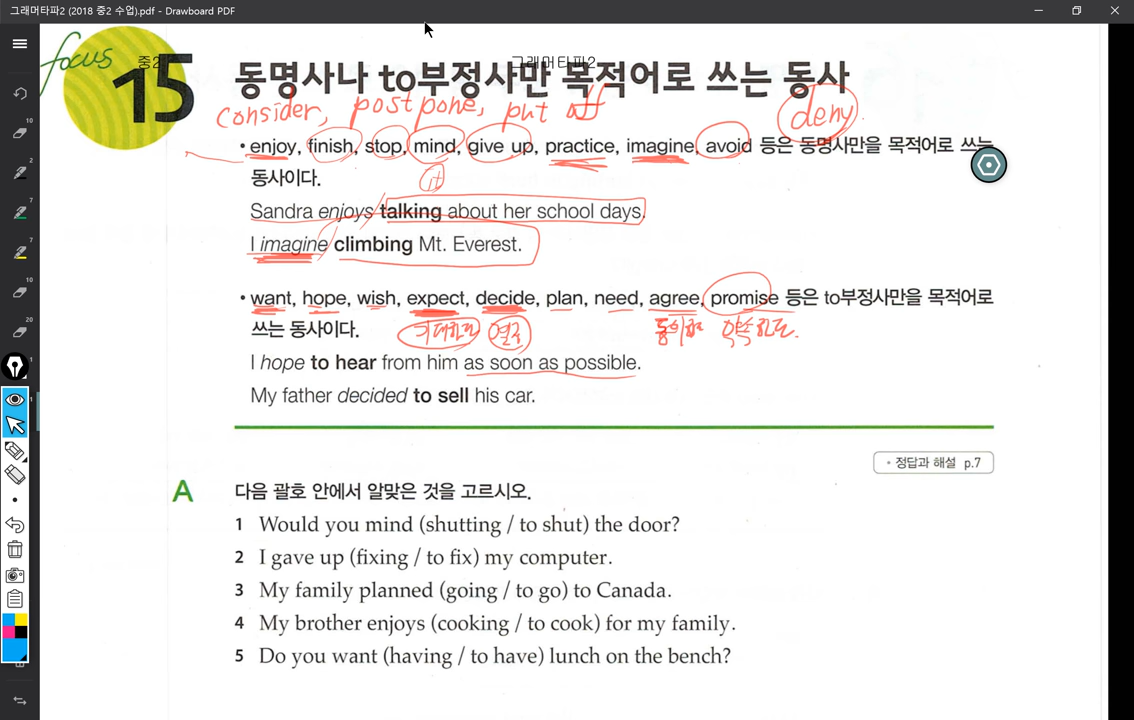 그래머타파2 (2018 중2 수업).pdf - Drawboard PDF
focus
중2
그래머타파2
15 동명사나 to부정사만 목적어로 쓰는 동사
consider, postpone, put off
deny
• enjoy, finish, stop, mind, give up, practice, imagine, avoid 등은 동명사만을 목적어로 쓰는
동사이다.
it
Sandra enjoys talking about her school days.
I imagine climbing Mt. Everest.
• want, hope, wish, expect, decide, plan, need, agree, promise 등은 to부정사만을 목적어로
쓰는 동사이다.
기대한다
동의하
약속한다.
I hope to hear from him as soon as possible.
My father decided to sell his car.
• 정답과 해설 p.7
A 다음 괄호 안에서 알맞은 것을 고르시오.
1 Would you mind (shutting / to shut) the door?
2 I gave up (fixing / to fix) my computer.
3 My family planned (going / to go) to Canada.
4 My brother enjoys (cooking / to cook) for my family.
5 Do you want (having / to have) lunch on the bench?
10
2
7
7
10
20
1
1